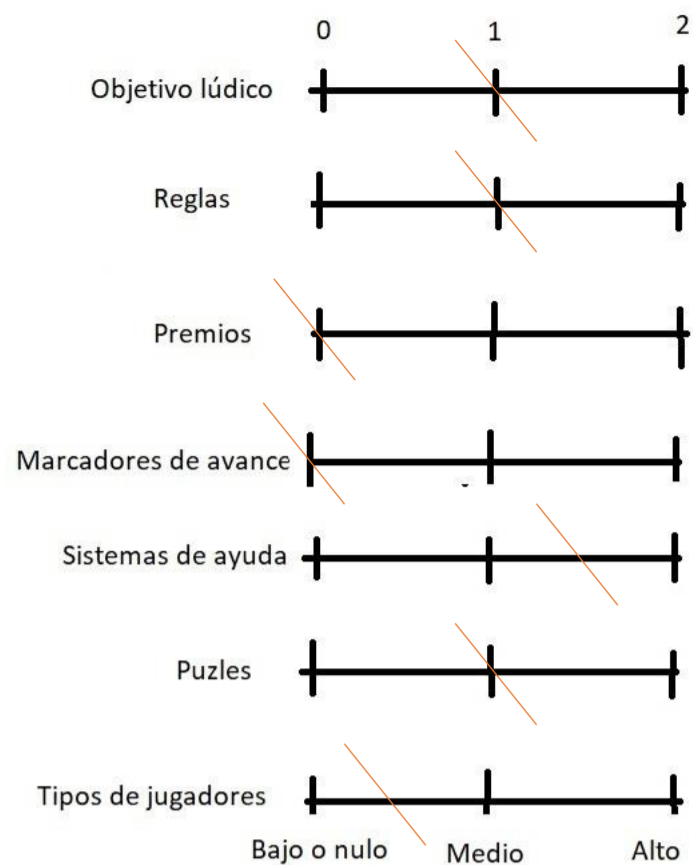 0 1 2
Objetivo lúdico
Reglas
Premios
Marcadores de avance
Sistemas de ayuda
Puzles
Tipos de jugadores
Bajo o nulo Medio Alto